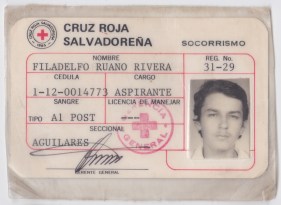 CRUZ ROJA
SALVADOREÑA
SOCORRISMO
NOMBRE
REG. No.
FILADELFO RUANO RIVERA
31-29
CEDULA
CARGO
1-12-0014773 ASPIRANTE
SANGRE
LICENCIA DE MANEJAR
TIPO A1 POST
SECCIONAL
AGUILARES
GERENTE GENERAL
GENERAL